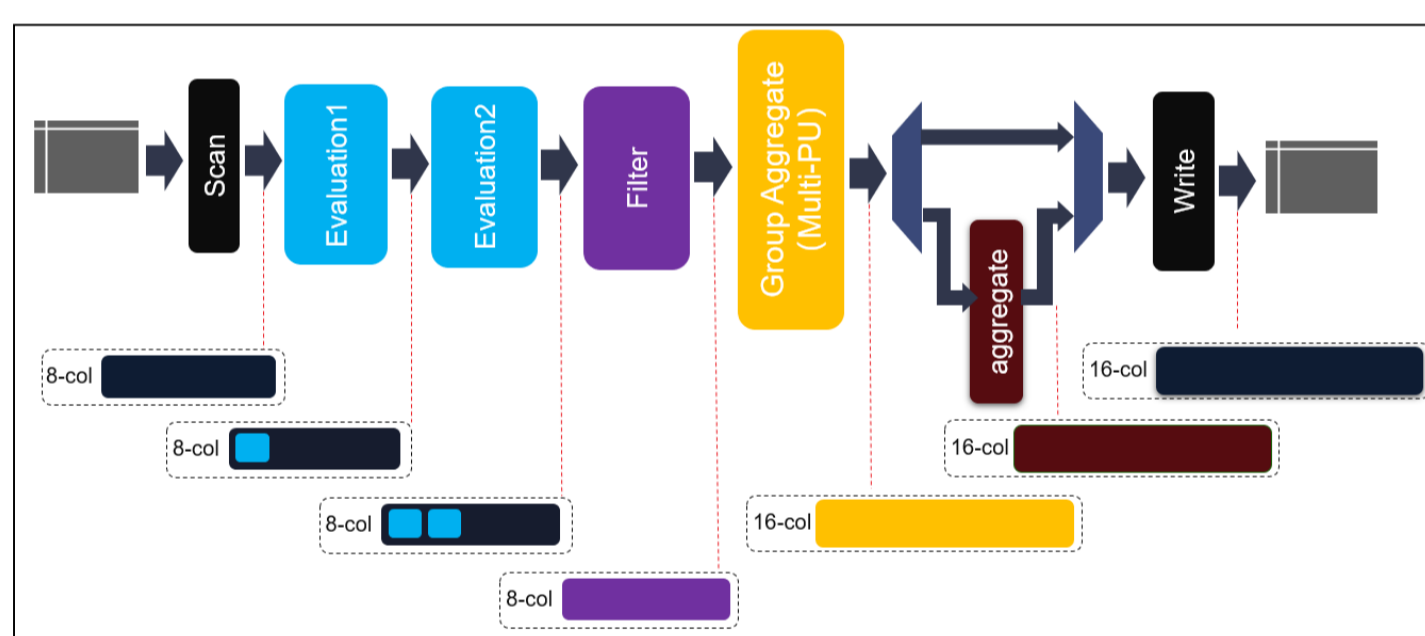 Scan
Evaluation1
Evaluation2
Filter
Group Aggregate
(Multi-PU)
aggregate
Write
8-col
8-col
8-col
8-col
16-col
16-col
16-col